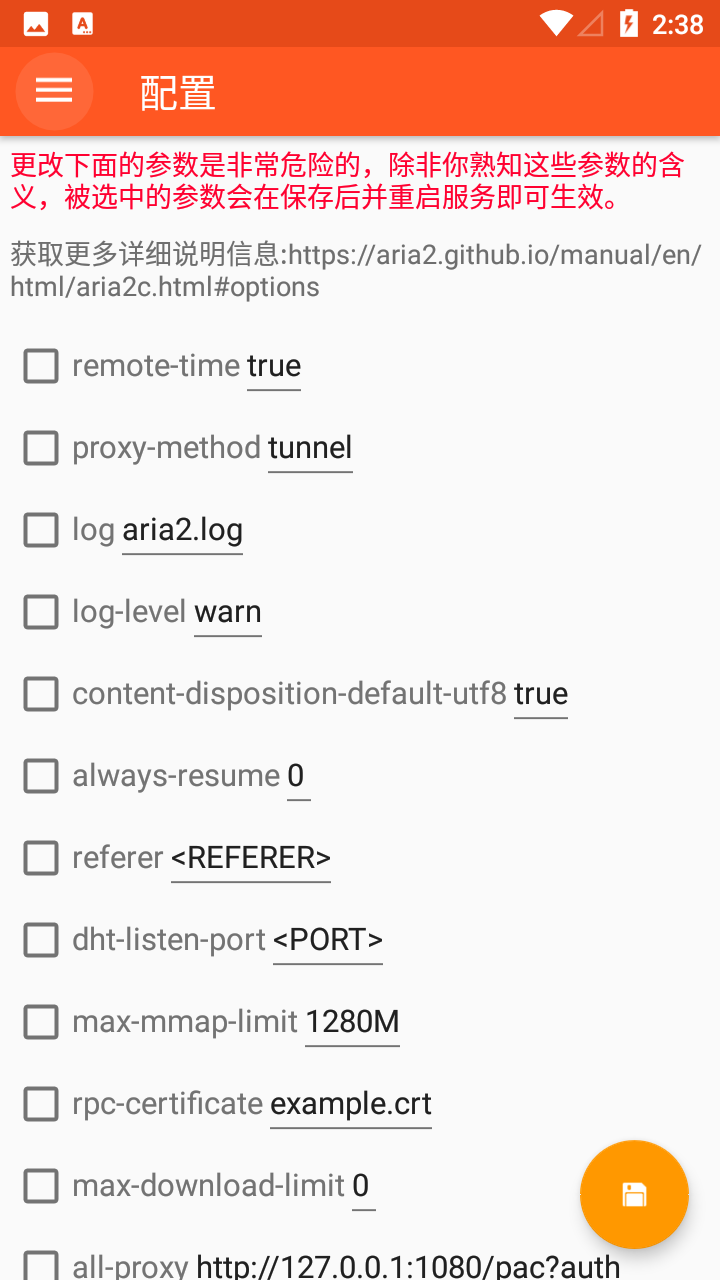 2:38
配置
更改下面的参数是非常危险的，除非你熟知这些参数的含
义，被选中的参数会在保存后并重启服务即可生效。
获取更多详细说明信息:https://aria2.github.io/manual/en/
html/aria2c.html#options
remote-time true
proxy-method tunnel
log aria2.log
log-level warn
content-disposition-default-utf8 true
always-resume 0
referer <REFERER>
dht-listen-port <PORT>
max-mmap-limit 1280M
rpc-certificate example.crt
max-download-limit 0
all-proxy http://127.0.0.1:1080/pac?auth